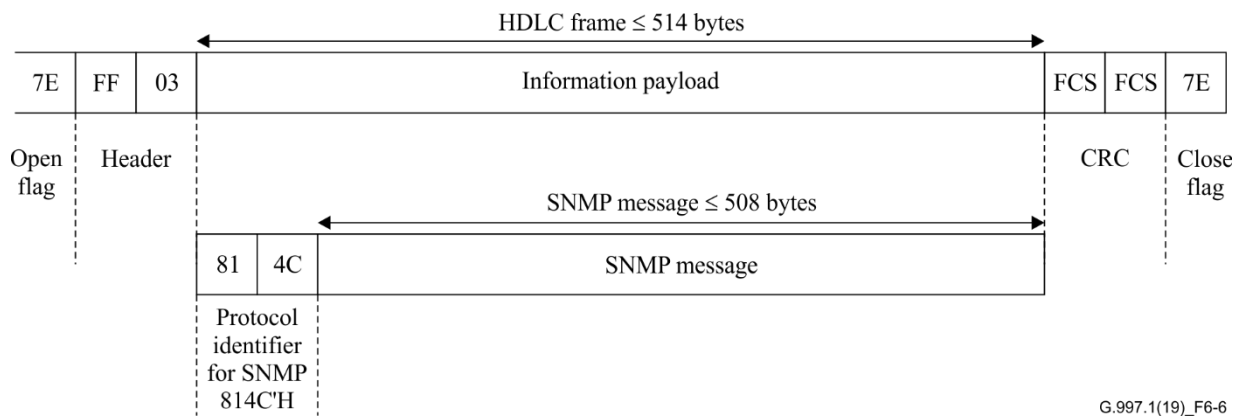 HDLC frame ≤ 514 bytes
7E FF 03 Information payload FCS FCS 7E
Open
flag
Header
CRC
Close
flag
SNMP message ≤ 508 bytes
81 4C SNMP message
Protocol
identifier
for SNMP
814C'H
G.997.1(19)_F6-6